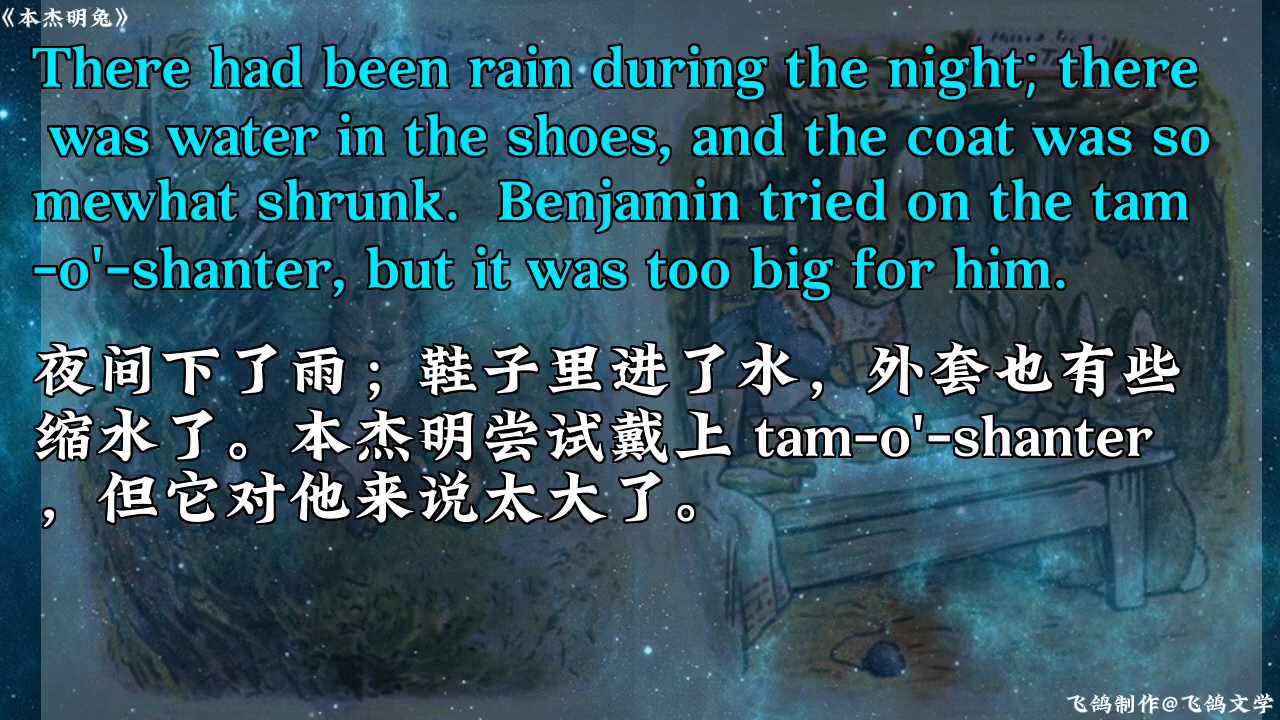 《本杰明兔》
There had been rain during the night; there
was water in the shoes, and the coat was so
mewhat shrunk.  Benjamin tried on the tam
-o'-shanter, but it was too big for him.
夜间下了雨；鞋子里进了水，外套也有些
缩水了。本杰明尝试戴上 tam-o'-shanter
，但它对他来说太大了。
飞鸽制作@飞鸽文学